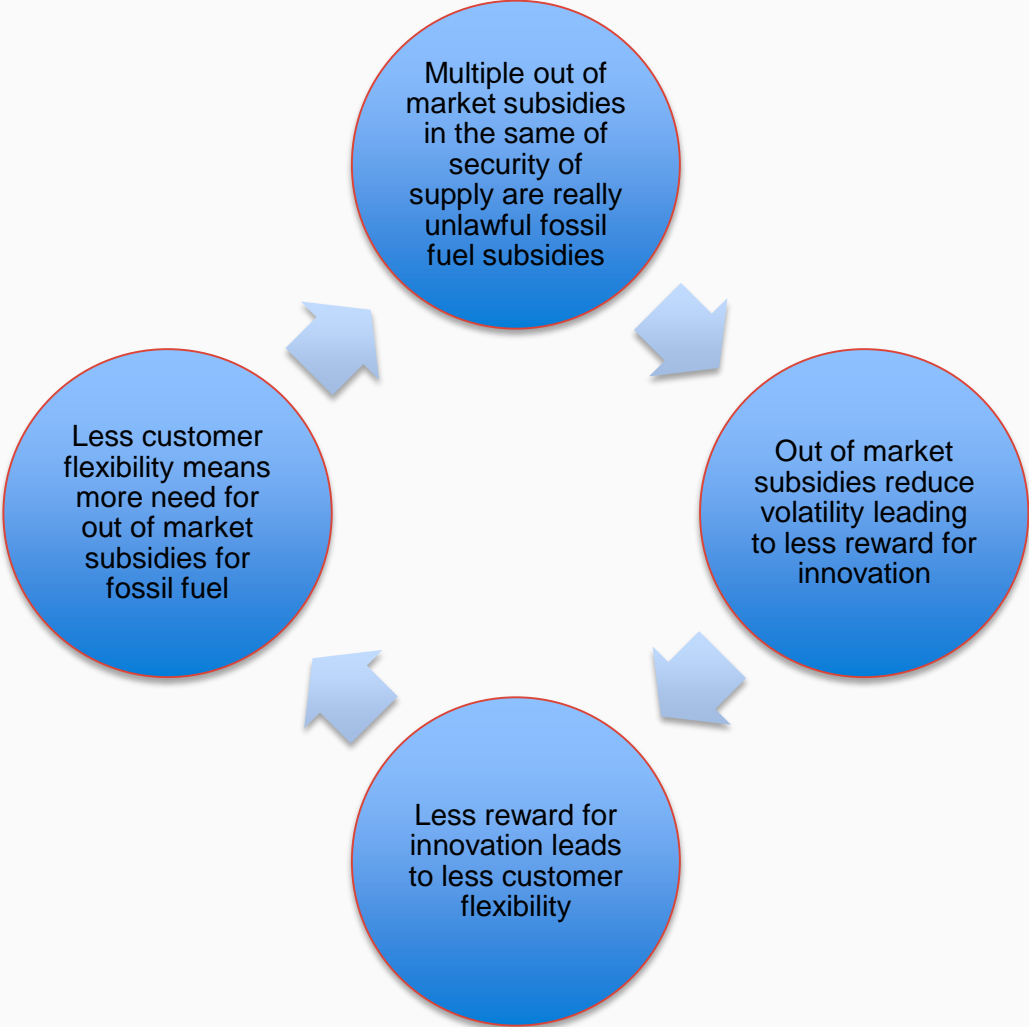 Multiple out of
market subsidies
in the same of
security of
supply are really
unlawful fossil
fuel subsidies
Out of market
subsidies reduce
volatility leading
to less reward for
innovation
Less reward for
innovation leads
to less customer
flexibility
Less customer
flexibility means
more need for
out of market
subsidies for
fossil fuel